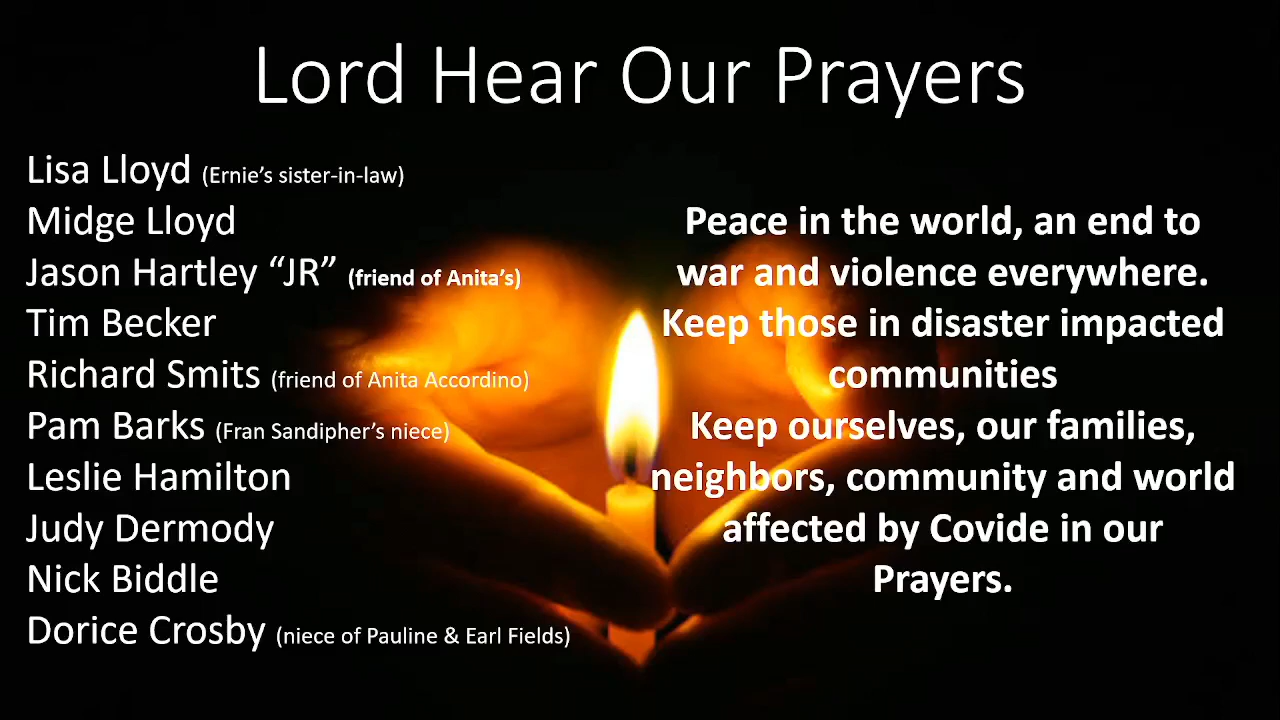 Lord Hear Our Prayers
Lisa Lloyd (Ernie’s sister-in-law)
Midge Lloyd
Jason Hartley “JR” (friend of Anita’s)
Tim Becker
Richard Smits (friend of Anita Accordino)
Pam Barks (Fran Sandipher’s niece)
Leslie Hamilton
Judy Dermody
Nick Biddle
Dorice Crosby (niece of Pauline & Earl Fields)
Peace in the world, an end to
war and violence everywhere.
Keep those in disaster impacted
communities
Keep ourselves, our families,
neighbors, community and world
affected by Covide in our
Prayers.